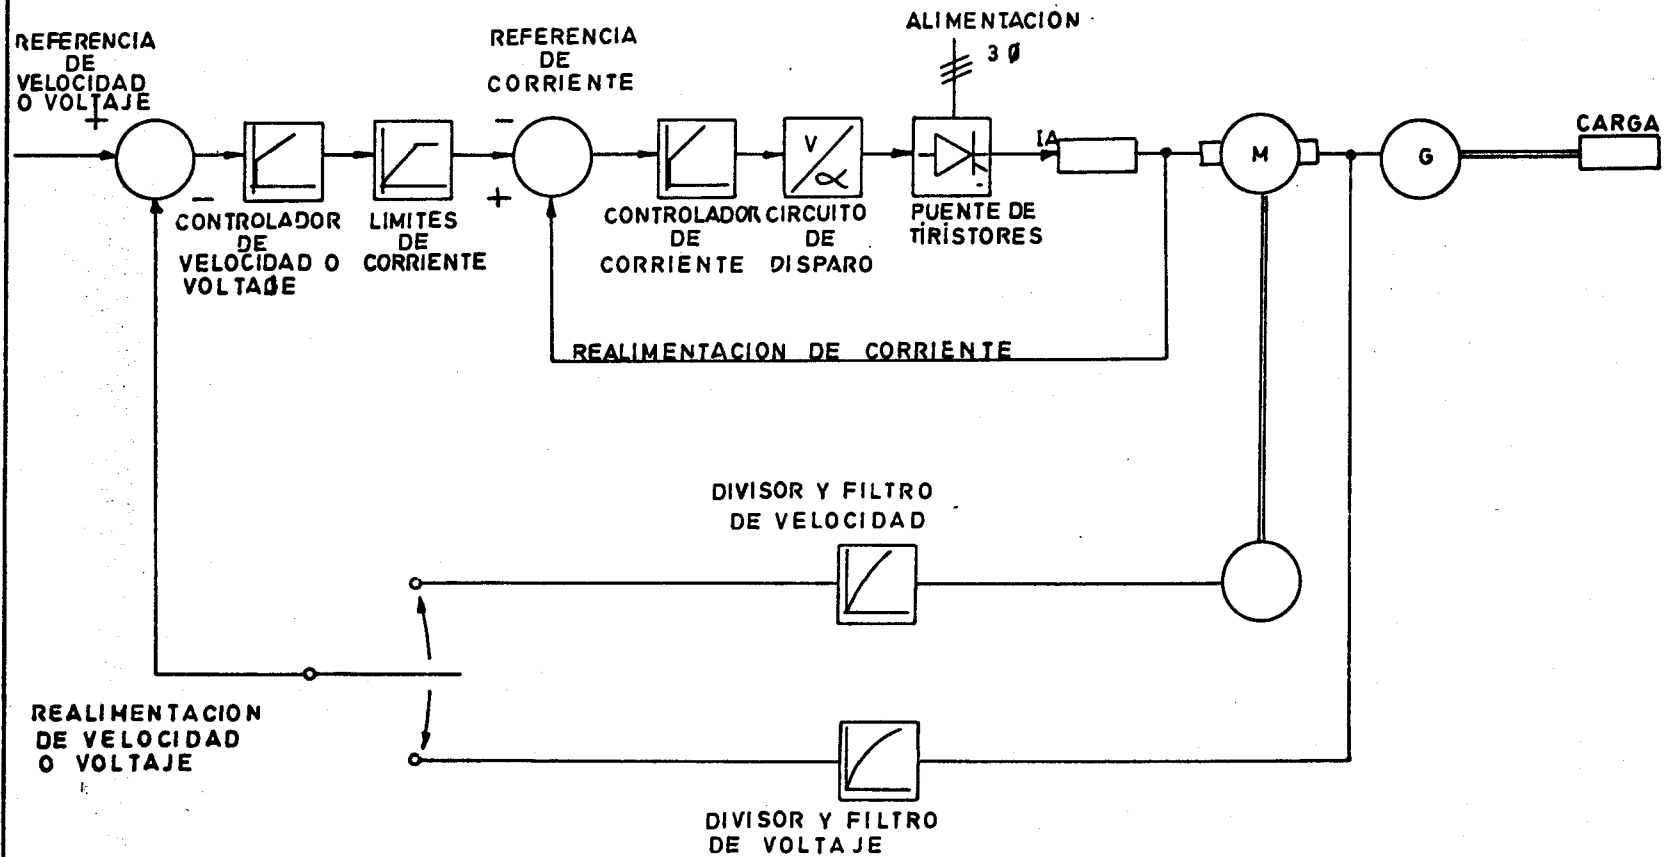 REFERENCIA
DE
VELOCIDAD
O VOLTAJE
+
−
REFERENCIA
DE
CORRIENTE
−
+
ALIMENTACIÓN
3 Ø
CONTROLADOR
DE
VELOCIDAD O
VOLTAJE
LIMITES
DE
CORRIENTE
CONTROLADOR
DE
CORRIENTE
V
α
CIRCUITO
DE
DISPARO
PUENTE DE
TIRISTORES
IA
M
G
CARGA
REALIMENTACION DE CORRIENTE
DIVISOR Y FILTRO
DE VELOCIDAD
REALIMENTACION
DE VELOCIDAD
O VOLTAJE
DIVISOR Y FILTRO
DE VOLTAJE